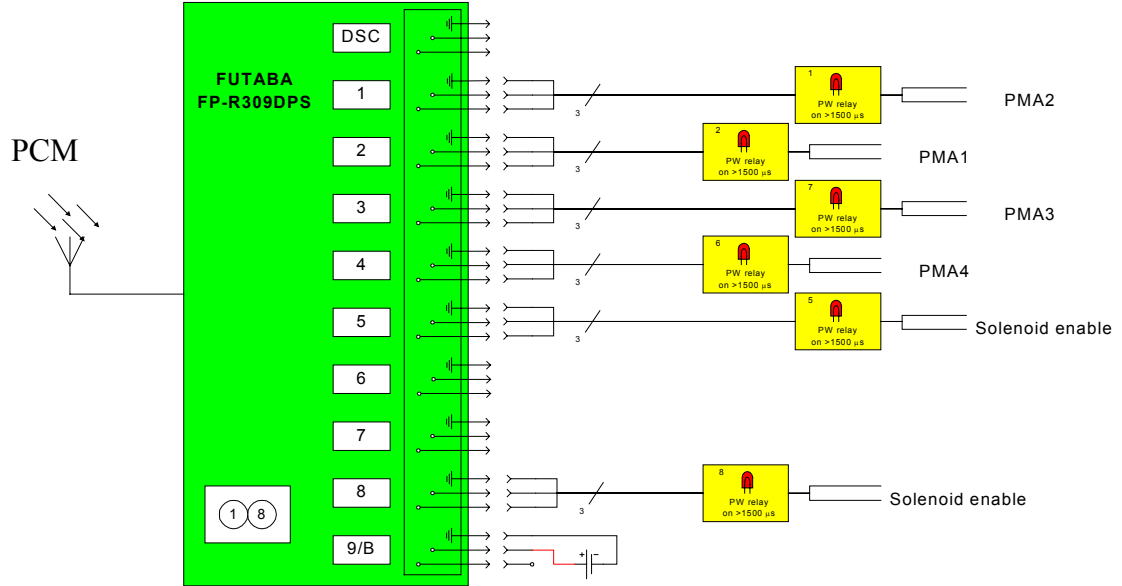 DSC
FUTABA
FP-R309DPS
PCM
1
3
1
PW relay
on >1500 μs
PMA2
2
3
2
PW relay
on >1500 μs
PMA1
3
3
7
PW relay
on >1500 μs
PMA3
4
3
6
PW relay
on >1500 μs
PMA4
5
3
5
PW relay
on >1500 μs
Solenoid enable
6
7
8
3
8
PW relay
on >1500 μs
Solenoid enable
1 8
9/B
+ −